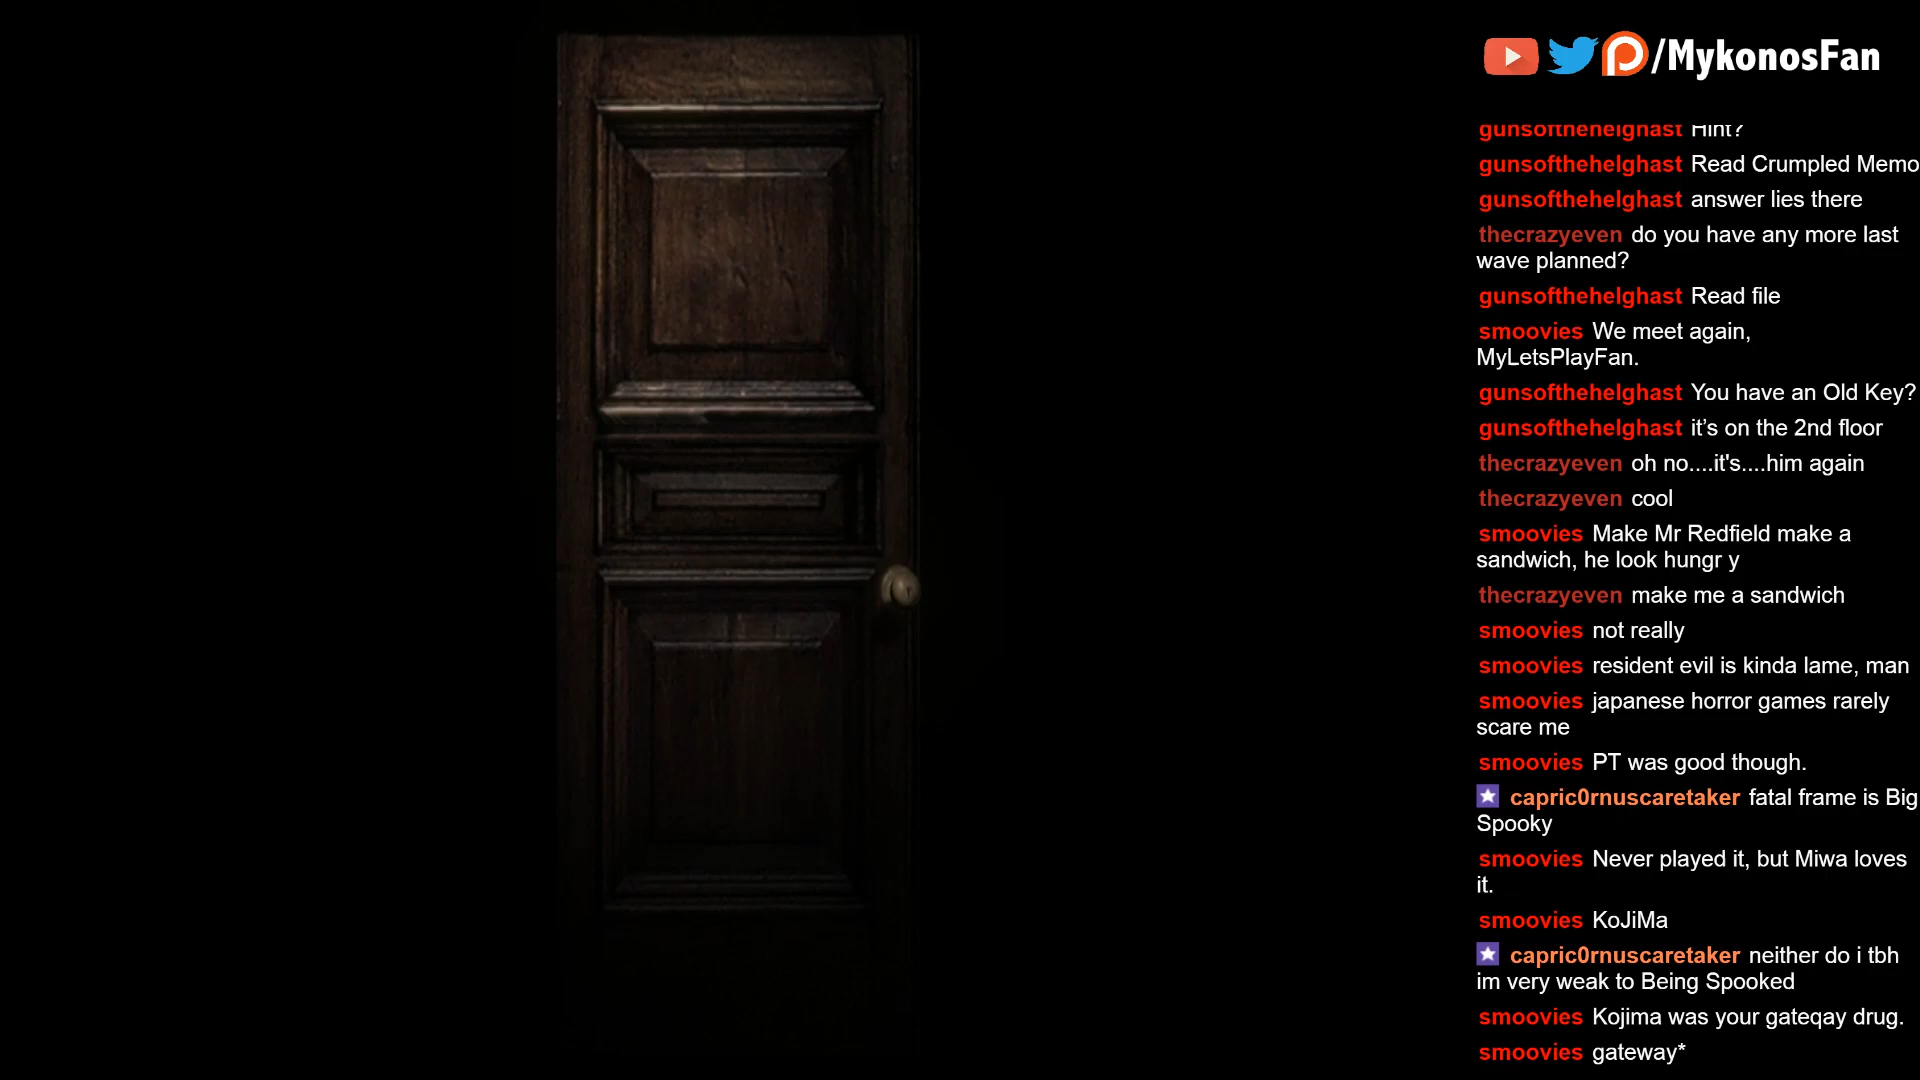 /MykonosFan
gunsofthehelghast Hint?
gunsofthehelghast Read Crumpled Memo
gunsofthehelghast answer lies there
thecrazyeven do you have any more last
wave planned?
gunsofthehelghast Read file
smoovies We meet again,
MyLetsPlayFan.
gunsofthehelghast You have an Old Key?
gunsofthehelghast it’s on the 2nd floor
thecrazyeven oh no....it's....him again
thecrazyeven cool
smoovies Make Mr Redfield make a
sandwich, he look hungr y
thecrazyeven make me a sandwich
smoovies not really
smoovies resident evil is kinda lame, man
smoovies japanese horror games rarely
scare me
smoovies PT was good though.
capric0rnuscaretaker fatal frame is Big
Spooky
smoovies Never played it, but Miwa loves
it.
smoovies KoJiMa
capric0rnuscaretaker neither do i tbh
im very weak to Being Spooked
smoovies Kojima was your gateqay drug.
smoovies gateway*